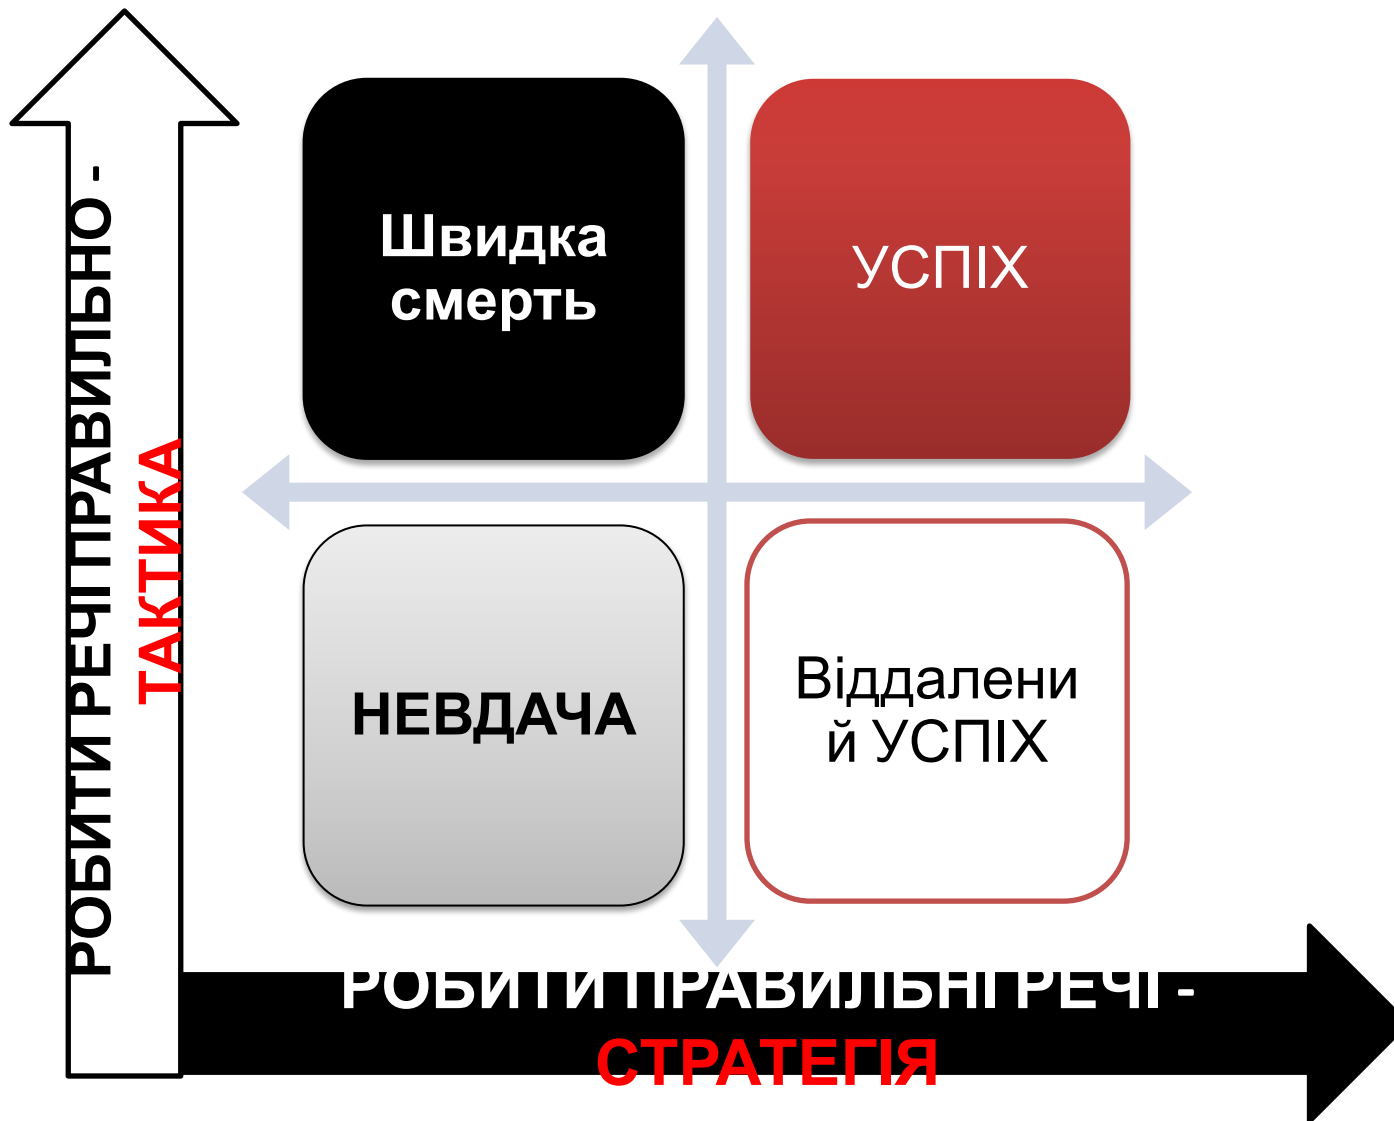 РОБИТИ РЕЧІ ПРАВИЛЬНО -
ТАКТИКА
Швидка
смерть
УСПІХ
НЕВДАЧА
Віддалени
й УСПІХ
РОБИТИ ПРАВИЛЬНІ РЕЧІ -
СТРАТЕГІЯ